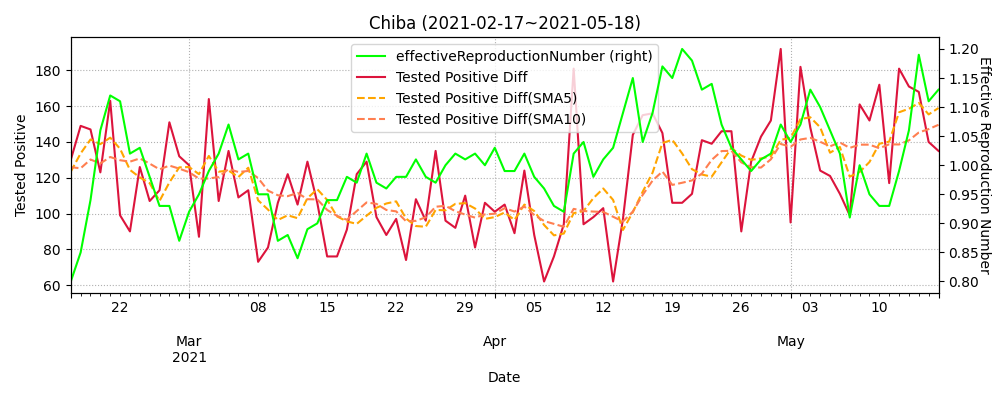 Chiba (2021-02-17~2021-05-18)
effectiveReproductionNumber (right)
Tested Positive Diff
Tested Positive Diff(SMA5)
Tested Positive Diff(SMA10)
Tested Positive
180
160
140
120
100
80
60
1.20
1.15
1.10
1.05
1.00
0.95
0.90
0.85
0.80
Effective Reproduction Number
22 08 15 22 29 05 12 19 26 03 10
Mar Apr May
2021
Date